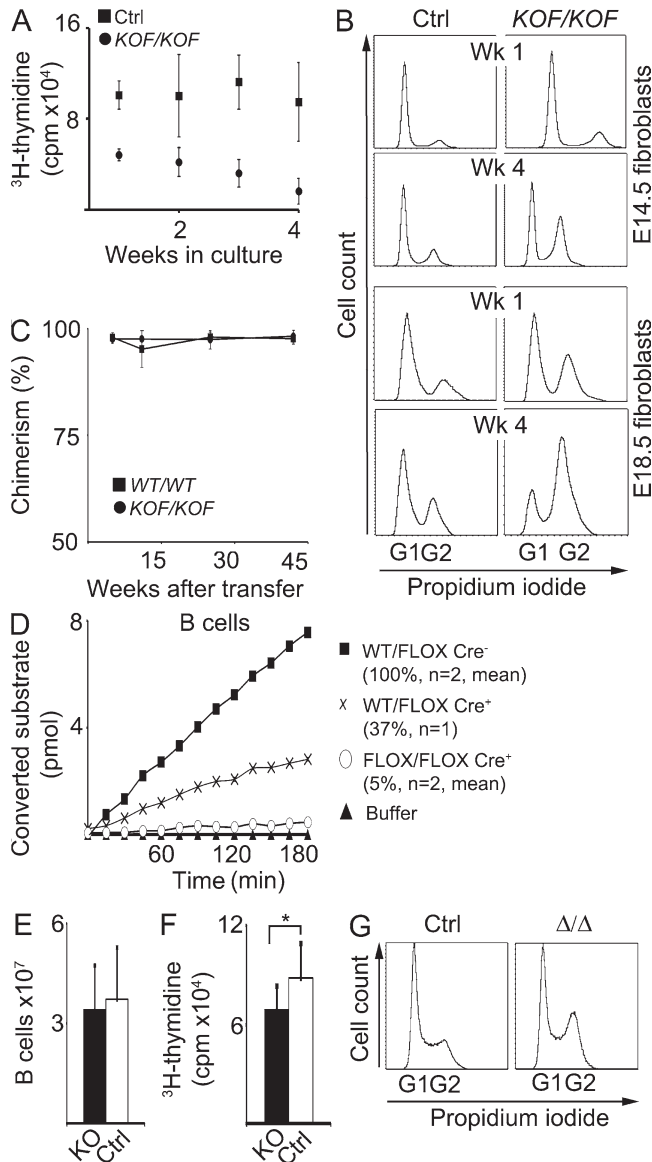 A
16
8
³H-thymidine
(cpm x10⁴)
Ctrl
KOF/KOF
2
4
Weeks in culture
B
Ctrl
KOF/KOF
Wk 1
Wk 4
E14.5 fibroblasts
Wk 1
Wk 4
E18.5 fibroblasts
Cell count
G1G2
G1 G2
Propidium iodide
C
100
75
50
Chimerism (%)
WT/WT
KOF/KOF
15
30
45
Weeks after transfer
D
B cells
8
4
Converted substrate
(pmol)
60
120
180
Time (min)
WT/FLOX Cre⁻
(100%, n=2, mean)
WT/FLOX Cre⁺
(37%, n=1)
FLOX/FLOX Cre⁺
(5%, n=2, mean)
Buffer
E
6
3
B cells x10⁷
KO
Ctrl
F
12
6
³H-thymidine
(cpm x10⁴)
*
KO
Ctrl
G
Ctrl
Δ/Δ
Cell count
G1G2
G1G2
Propidium iodide